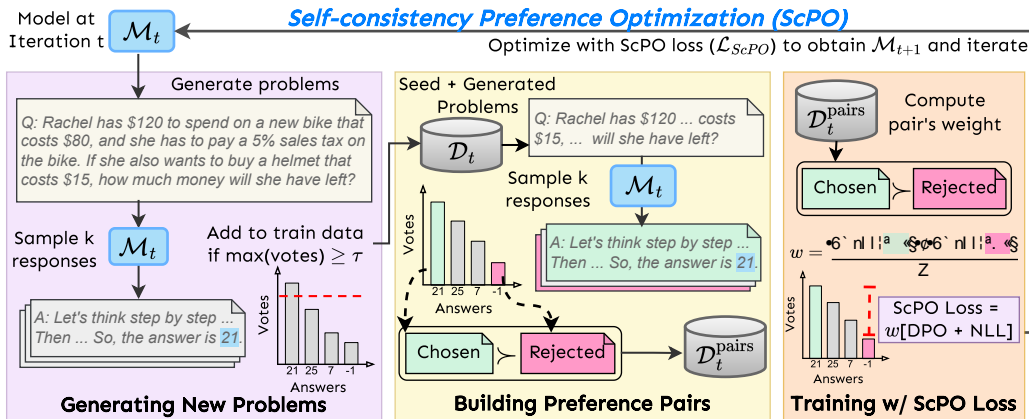 Self-consistency Preference Optimization (ScPO)
Model at
Iteration t
M_t
Optimize with ScPO loss (L_ScPO) to obtain M_t+1 and iterate
Generate problems
Q: Rachel has $120 to spend on a new bike that
costs $80, and she has to pay a 5% sales tax on
the bike. If she also wants to buy a helmet that
costs $15, how much money will she have left?
Sample k
responses
M_t
Add to train data
if max(votes) ≥ τ
A: Let's think step by step ...
Then ... So, the answer is 21.
Votes
21 25 7 -1
Answers
Generating New Problems
Seed + Generated
Problems
D_t
Q: Rachel has $120 ... costs
$15, ... will she have left?
Sample k
responses
M_t
A: Let's think step by step ...
Then ... So, the answer is 21.
Votes
21 25 7 -1
Answers
Chosen ≻ Rejected
D_t^pairs
Building Preference Pairs
D_t^pairs
Compute
pair's weight
Chosen ≻ Rejected
w =
Z
Votes
21 25 7 -1
Answers
ScPO Loss =
w[DPO + NLL]
Training w/ ScPO Loss